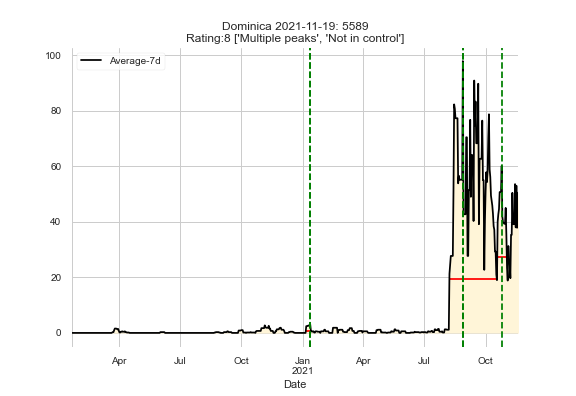 Dominica 2021-11-19: 5589
Rating:8 ['Multiple peaks', 'Not in control']
100
80
60
40
20
0
Average-7d
Apr
Jul
Oct
Jan
2021
Apr
Jul
Oct
Date